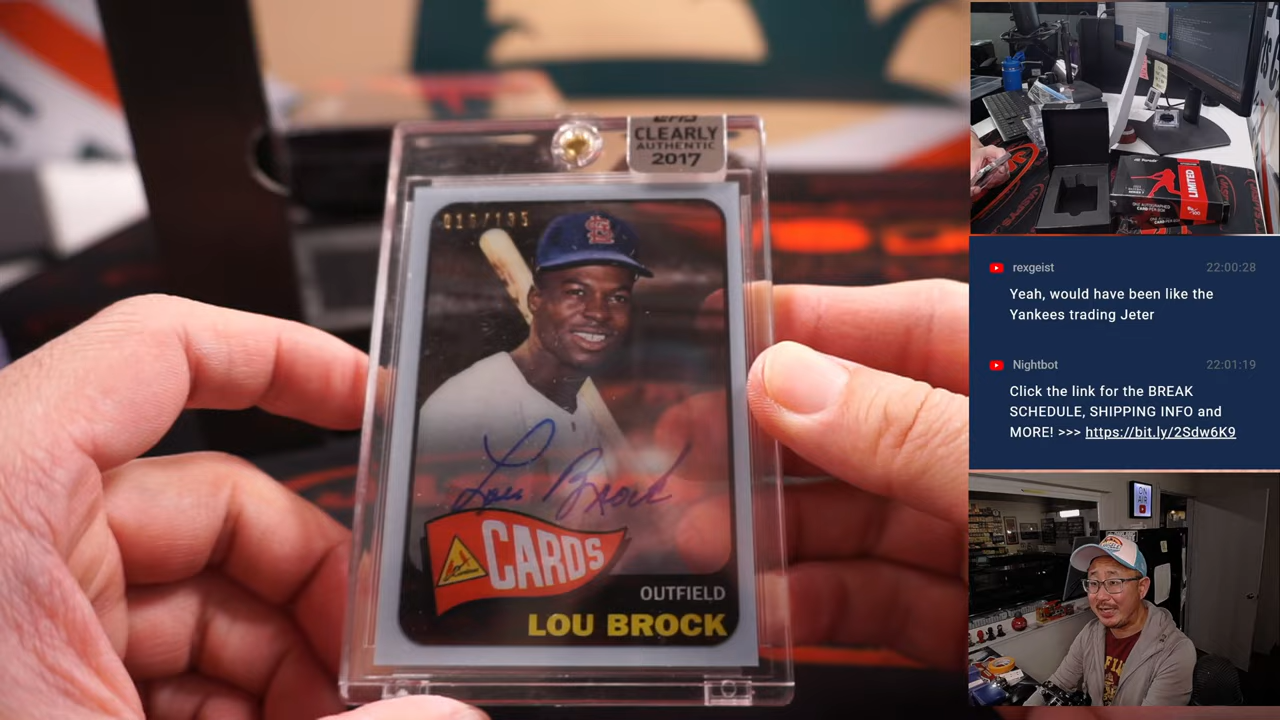 CLEARLY
AUTHENTIC
2017
Lou Brock
CARDS
OUTFIELD
LOU BROCK
LIMITED
rexgeist
22:00:28
Yeah, would have been like the
Yankees trading Jeter
Nightbot
22:01:19
Click the link for the BREAK
SCHEDULE, SHIPPING INFO and
MORE! >>> https://bit.ly/2Sdw6K9
ON
AIR